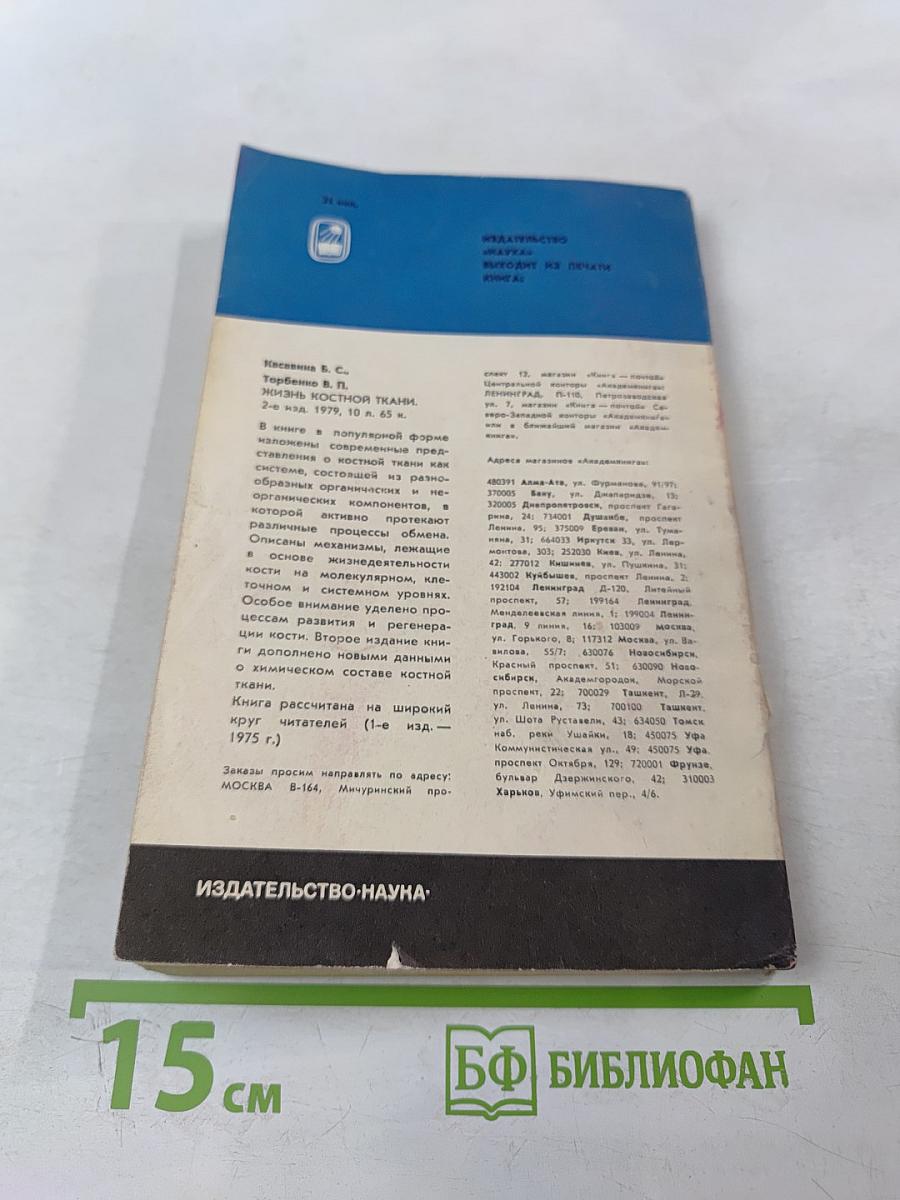 ИЗДАТЕЛЬСТВО
«НАУКА»
ВЫХОДИТ ИЗ ПЕЧАТИ
КНИГА:
Касавина Б. С.,
Торбенко В. П.
ЖИЗНЬ КОСТНОЙ ТКАНИ.
2-е изд. 1979, 10 л. 65 к.
В книге в популярной форме
изложены современные пред-
ставления о костной ткани как
системе, состоящей из разно-
образных органических и не-
органических компонентов, в
которой активно протекают
различные процессы обмена.
Описаны механизмы, лежащие
в основе жизнедеятельности
кости на молекулярном, кле-
точном и системном уровнях.
Особое внимание уделено про-
цессам развития и регенера-
ции кости. Второе издание кни-
ги дополнено новыми данными
о химическом составе костной
ткани.
Книга рассчитана на широкий
круг читателей (1-е изд. —
1975 г.)
Заказы просим направлять по адресу:
МОСКВА В-164, Мичуринский про-
спект 12, магазин «Книга — почтой»
Центральной конторы «Академкнига»;
ЛЕНИНГРАД, П-110, Петрозаводская
ул. 7, магазин «Книга — почтой» Се-
веро-Западной конторы «Академкнига»
или в ближайший магазин «Академ-
книга».
Адреса магазинов «Академкнига»:
480391 Алма-Ата, ул. Фурманова, 91/97;
370005 Баку, ул. Джапаридзе, 13;
320005 Днепропетровск, проспект Гага-
рина, 24; 734001 Душанбе, проспект
Ленина, 95; 375009 Ереван, ул. Тума-
няна, 31; 664033 Иркутск 33, ул. Лер-
монтова, 303; 252030 Киев, ул. Ленина,
42; 277012 Кишинев, ул. Пушкина, 31;
443002 Куйбышев, проспект Ленина, 2;
192104 Ленинград Д-120, Литейный
проспект, 57; 199164 Ленинград,
Менделеевская линия, 1; 199004 Ленин-
град, 9 линия, 16; 103009 Москва,
ул. Горького, 8; 117312 Москва, ул. Ва-
вилова, 55/7; 630076 Новосибирск,
Красный проспект, 51; 630090 Ново-
сибирск, Академгородок, Морской
проспект, 22; 700029 Ташкент, Л-29,
ул. Ленина, 73; 700100 Ташкент,
ул. Шота Руставели, 43; 634050 Томск
наб. реки Ушайки, 18; 450075 Уфа
Коммунистическая ул., 49; 450075 Уфа,
проспект Октября, 129; 720001 Фрунзе,
бульвар Дзержинского, 42; 310003
Харьков, Уфимский пер., 4/6.
ИЗДАТЕЛЬСТВО·НАУКА·
15 см
БФ БИБЛИОФАН